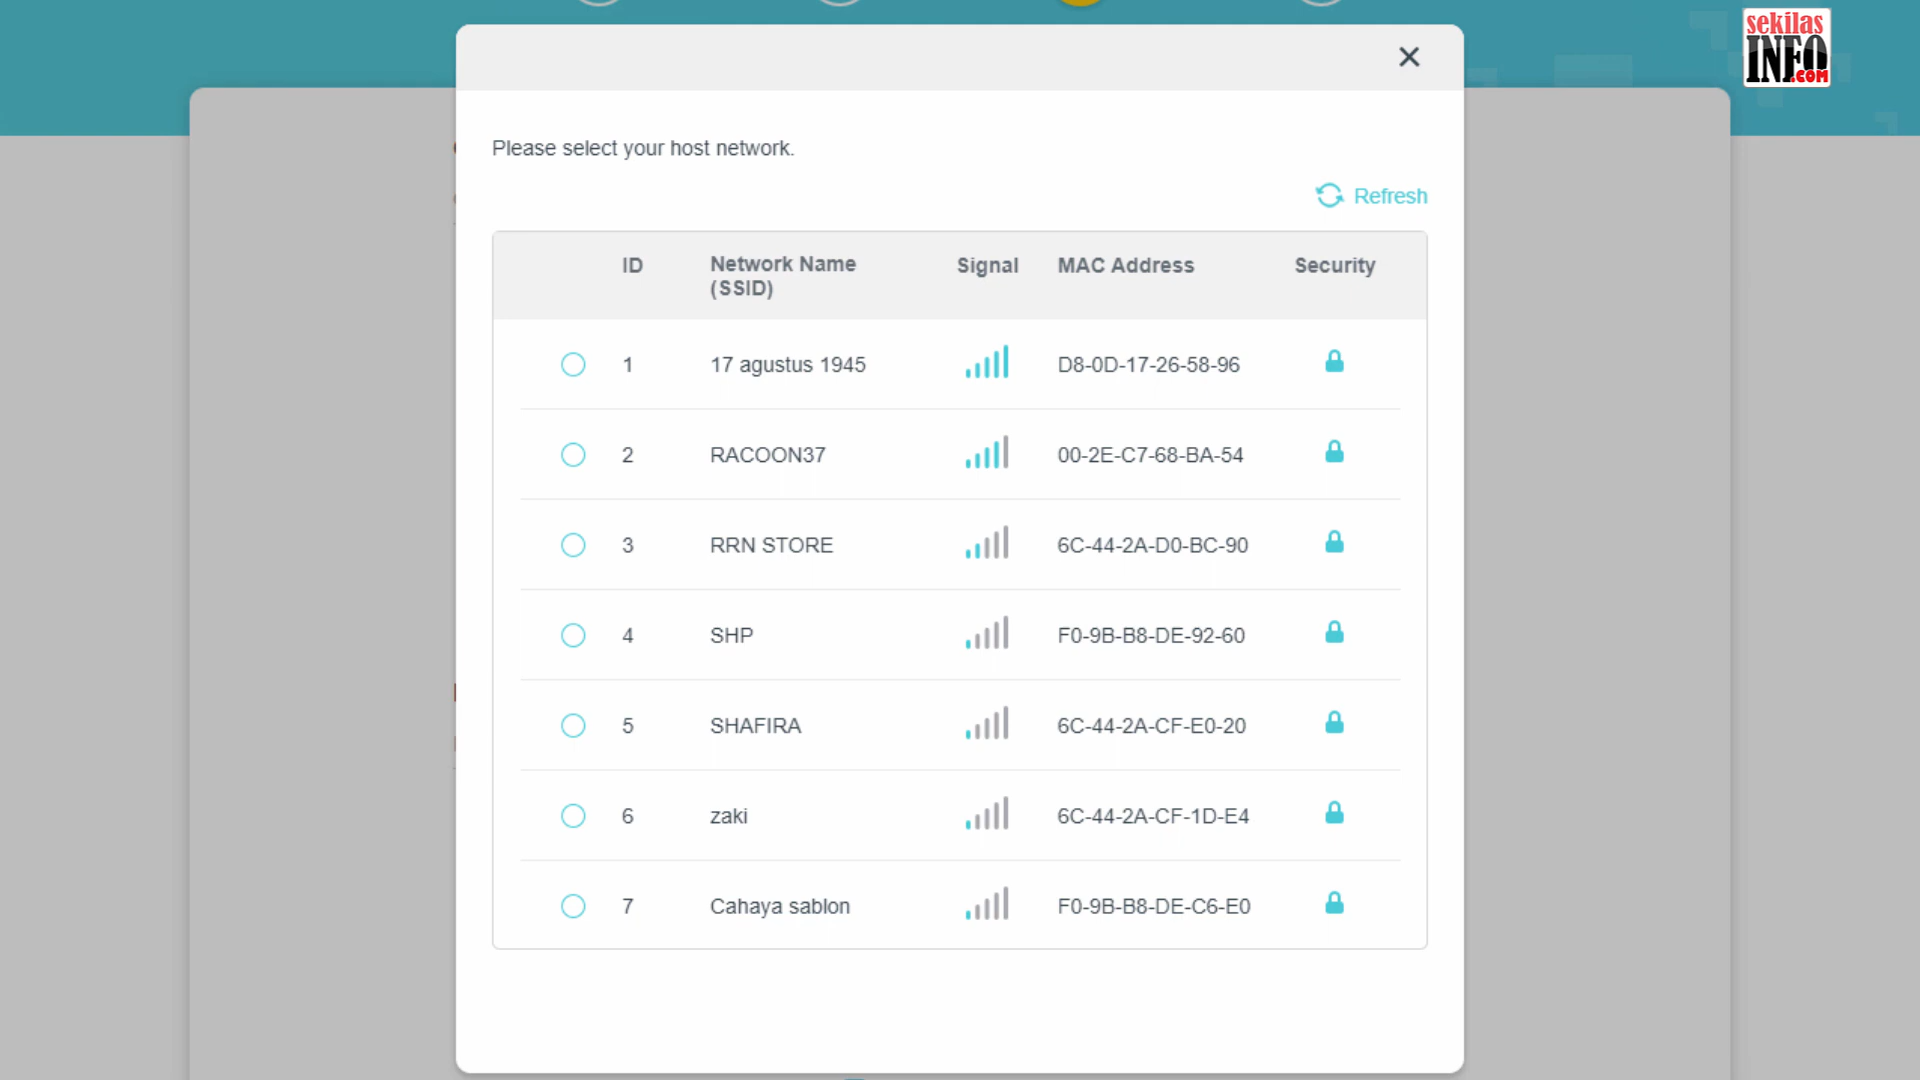 sekilas
INFO
.COM
Please select your host network.
Refresh
ID Network Name (SSID) Signal MAC Address Security
1 17 agustus 1945 D8-0D-17-26-58-96
2 RACOON37 00-2E-C7-68-BA-54
3 RRN STORE 6C-44-2A-D0-BC-90
4 SHP F0-9B-B8-DE-92-60
5 SHAFIRA 6C-44-2A-CF-E0-20
6 zaki 6C-44-2A-CF-1D-E4
7 Cahaya sablon F0-9B-B8-DE-C6-E0